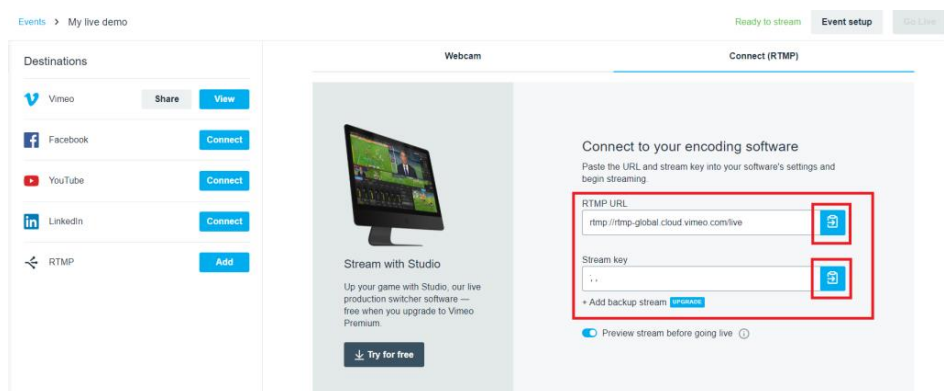 Events > My live demo
Ready to stream
Event setup
Go Live
Destinations
Vimeo
Share
View
Facebook
Connect
YouTube
Connect
LinkedIn
Connect
RTMP
Add
Webcam
Connect (RTMP)
Stream with Studio
Up your game with Studio, our live
production switcher software —
free when you upgrade to Vimeo
Premium.
Try for free
Connect to your encoding software
Paste the URL and stream key into your software's settings and
begin streaming.
RTMP URL
rtmp://rtmp-global.cloud.vimeo.com/live
Stream key
+ Add backup stream UPGRADE
Preview stream before going live